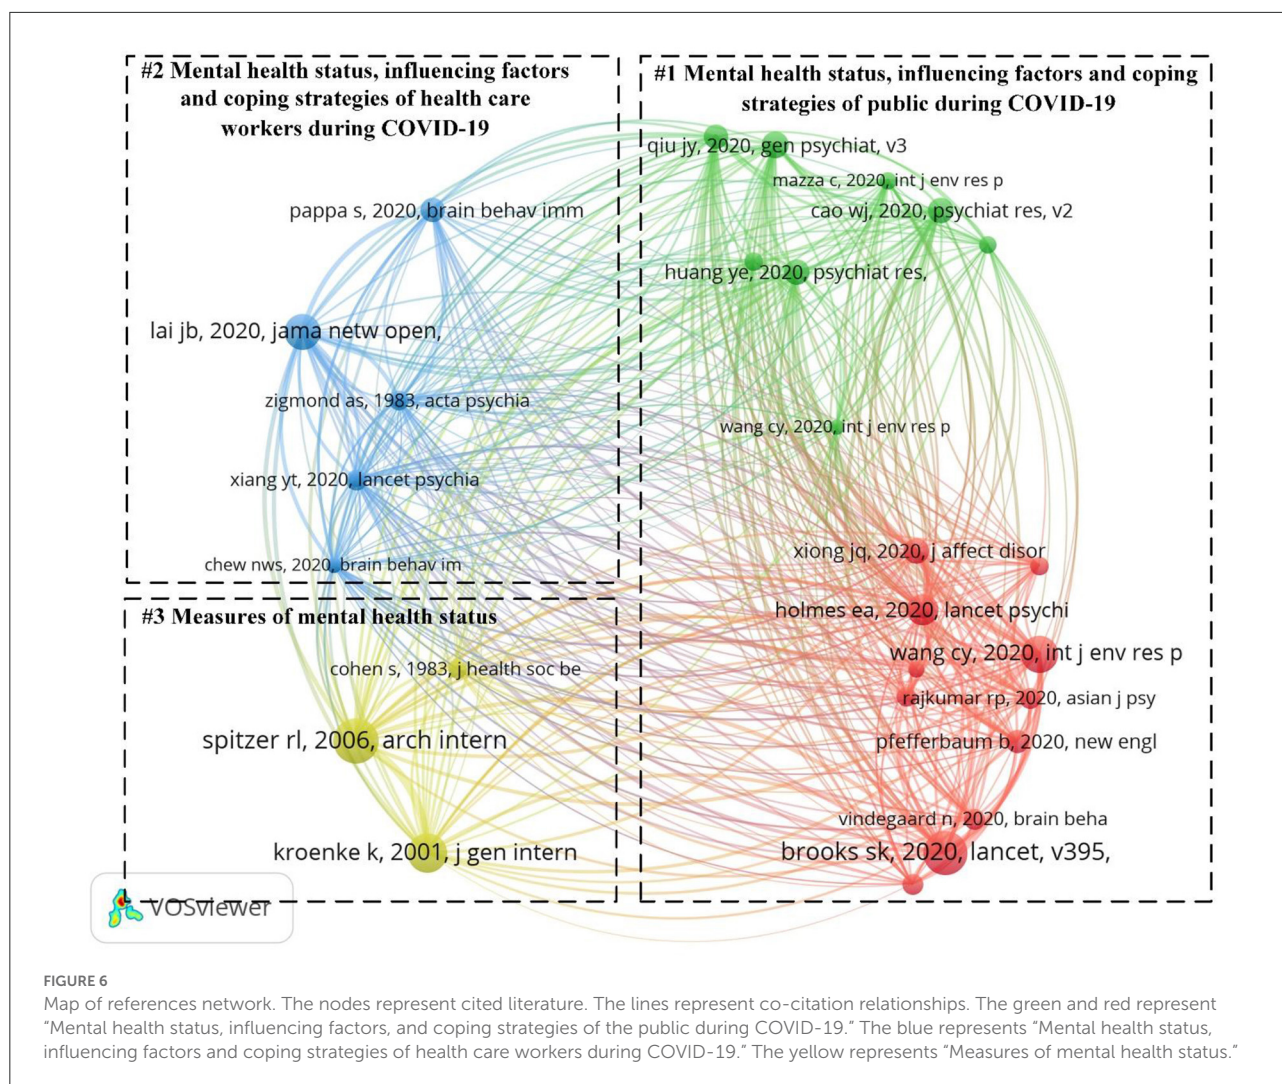 #2 Mental health status, influencing factors
and coping strategies of health care
workers during COVID-19
#1 Mental health status, influencing factors and coping
strategies of public during COVID-19
qiu jy, 2020, gen psychiat, v3
mazza c, 2020, int j env res p
pappa s, 2020, brain behav imm
cao wj, 2020, psychiat res, v2
huang ye, 2020, psychiat res,
lai jb, 2020, jama netw open,
zigmond as, 1983, acta psychia
wang cy, 2020, int j env res p
xiang yt, 2020, lancet psychia
chew nws, 2020, brain behav im
xiong jq, 2020, j affect disor
holmes ea, 2020, lancet psychi
wang cy, 2020, int j env res p
rajkumar rp, 2020, asian j psy
pfefferbaum b, 2020, new engl
vindegaard n, 2020, brain beha
brooks sk, 2020, lancet, v395,
#3 Measures of mental health status
cohen s, 1983, j health soc be
spitzer rl, 2006, arch intern
kroenke k, 2001, j gen intern
VOSviewer
FIGURE 6
Map of references network. The nodes represent cited literature. The lines represent co-citation relationships. The green and red represent
“Mental health status, influencing factors, and coping strategies of the public during COVID-19.” The blue represents “Mental health status,
influencing factors and coping strategies of health care workers during COVID-19.” The yellow represents “Measures of mental health status.”